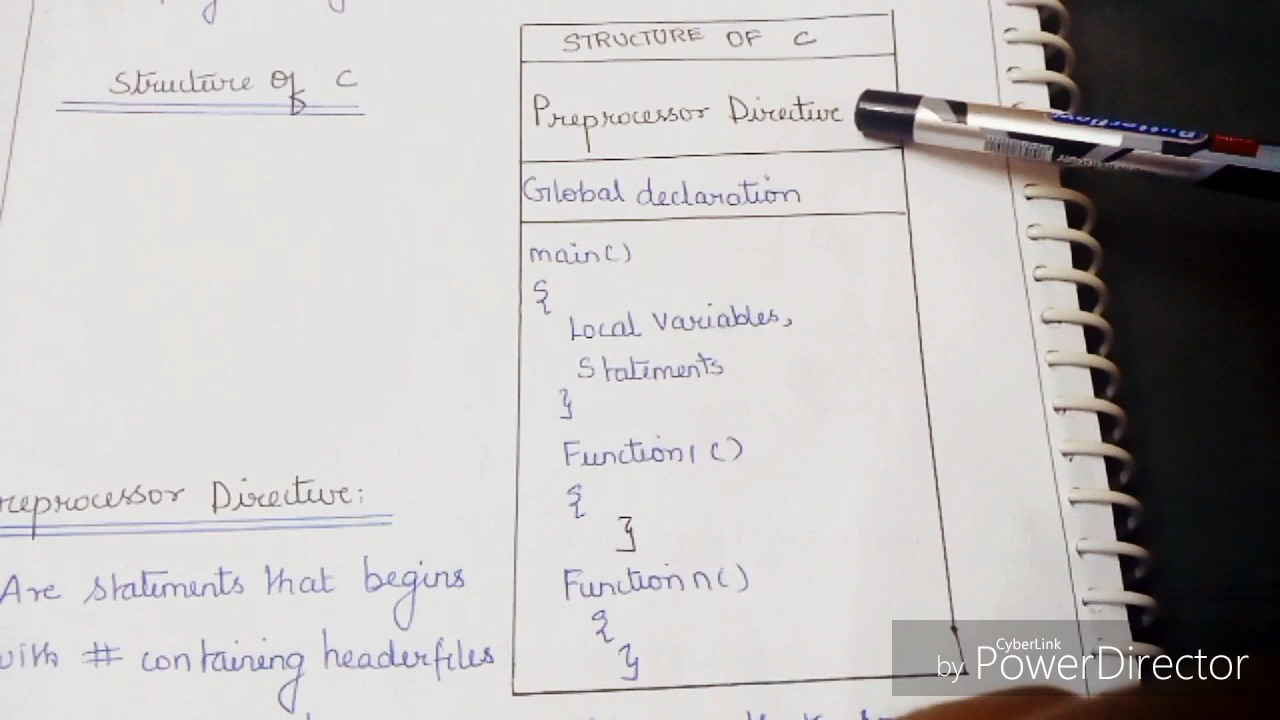 Structure of C
STRUCTURE OF C
Preprocessor Directive
Global declaration
main()
{
Local Variables,
Statements
}
Function1()
{
}
Function n()
{
}
reprocessor Directive:
Are statements that begins
with # containing headerfiles
CyberLink
by PowerDirector